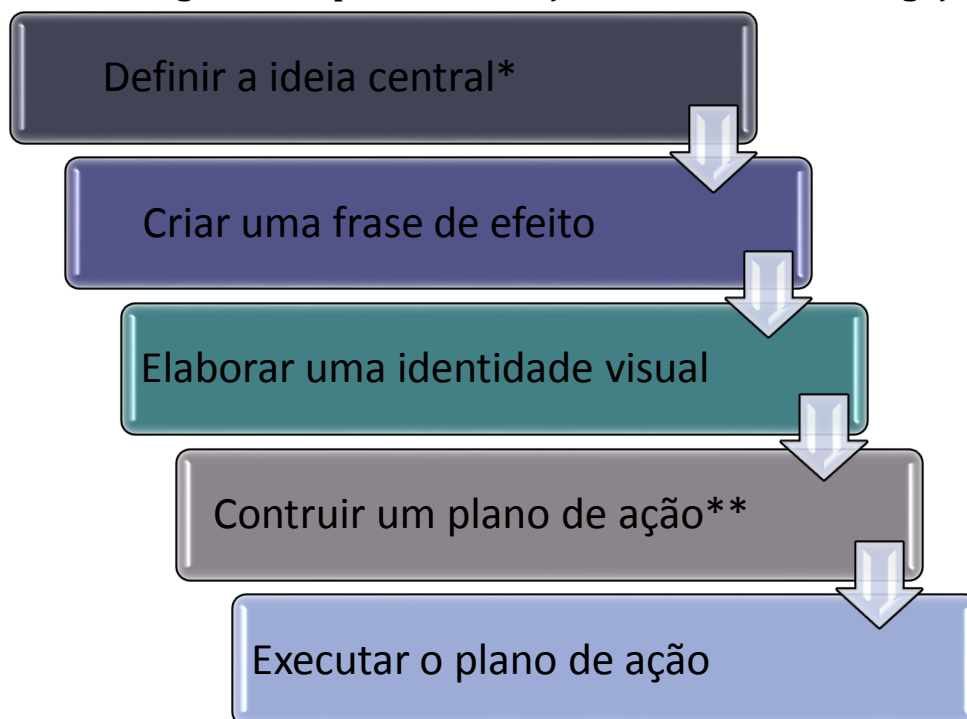 Definir a ideia central*
Criar uma frase de efeito
Elaborar uma identidade visual
Contruir um plano de ação**
Executar o plano de ação